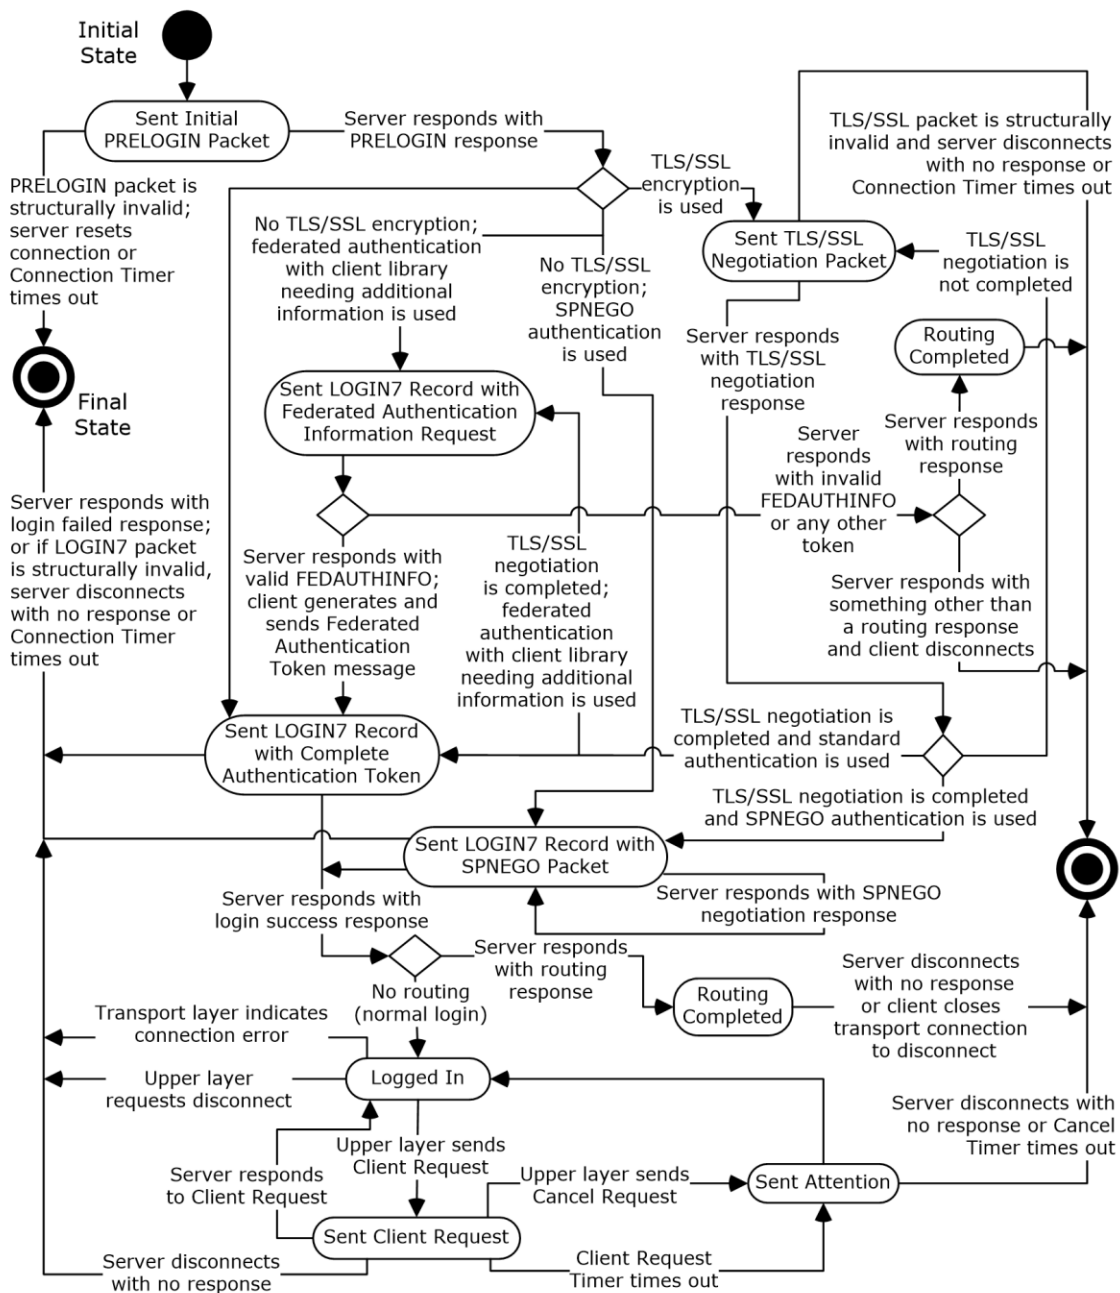 Initial
State
Sent Initial
PRELOGIN Packet
Server responds with
PRELOGIN response
TLS/SSL packet is structurally
invalid and server disconnects
with no response or
Connection Timer times out
TLS/SSL
encryption
is used
PRELOGIN packet is
structurally invalid;
server resets
connection or
Connection Timer
times out
No TLS/SSL encryption;
federated authentication
with client library
needing additional
information is used
Sent TLS/SSL
Negotiation Packet
TLS/SSL
negotiation is
not completed
No TLS/SSL
encryption;
SPNEGO
authentication
is used
Server responds
with TLS/SSL
negotiation
response
Routing
Completed
Final
State
Sent LOGIN7 Record with
Federated Authentication
Information Request
Server responds
with routing
response
Server
responds
with invalid
FEDAUTHINFO
or any other
token
Server responds with
login failed response;
or if LOGIN7 packet
is structurally invalid,
server disconnects
with no response or
Connection Timer
times out
Server responds with
valid FEDAUTHINFO;
client generates and
sends Federated
Authentication
Token message
TLS/SSL
negotiation
is completed;
federated
authentication
with client library
needing additional
information is used
Server responds with
something other than
a routing response
and client disconnects
Sent LOGIN7 Record
with Complete
Authentication Token
TLS/SSL negotiation is
completed and standard
authentication is used
TLS/SSL negotiation is completed
and SPNEGO authentication is used
Sent LOGIN7 Record with
SPNEGO Packet
Server responds with SPNEGO
negotiation response
Server responds with
login success response
Server responds
with routing
response
No routing
(normal login)
Routing
Completed
Server disconnects
with no response
or client closes
transport connection
to disconnect
Transport layer indicates
connection error
Logged In
Upper layer
requests disconnect
Server disconnects with
no response or Cancel
Timer times out
Upper layer sends
Client Request
Server responds
to Client Request
Upper layer sends
Cancel Request
Sent Attention
Sent Client Request
Server disconnects
with no response
Client Request
Timer times out